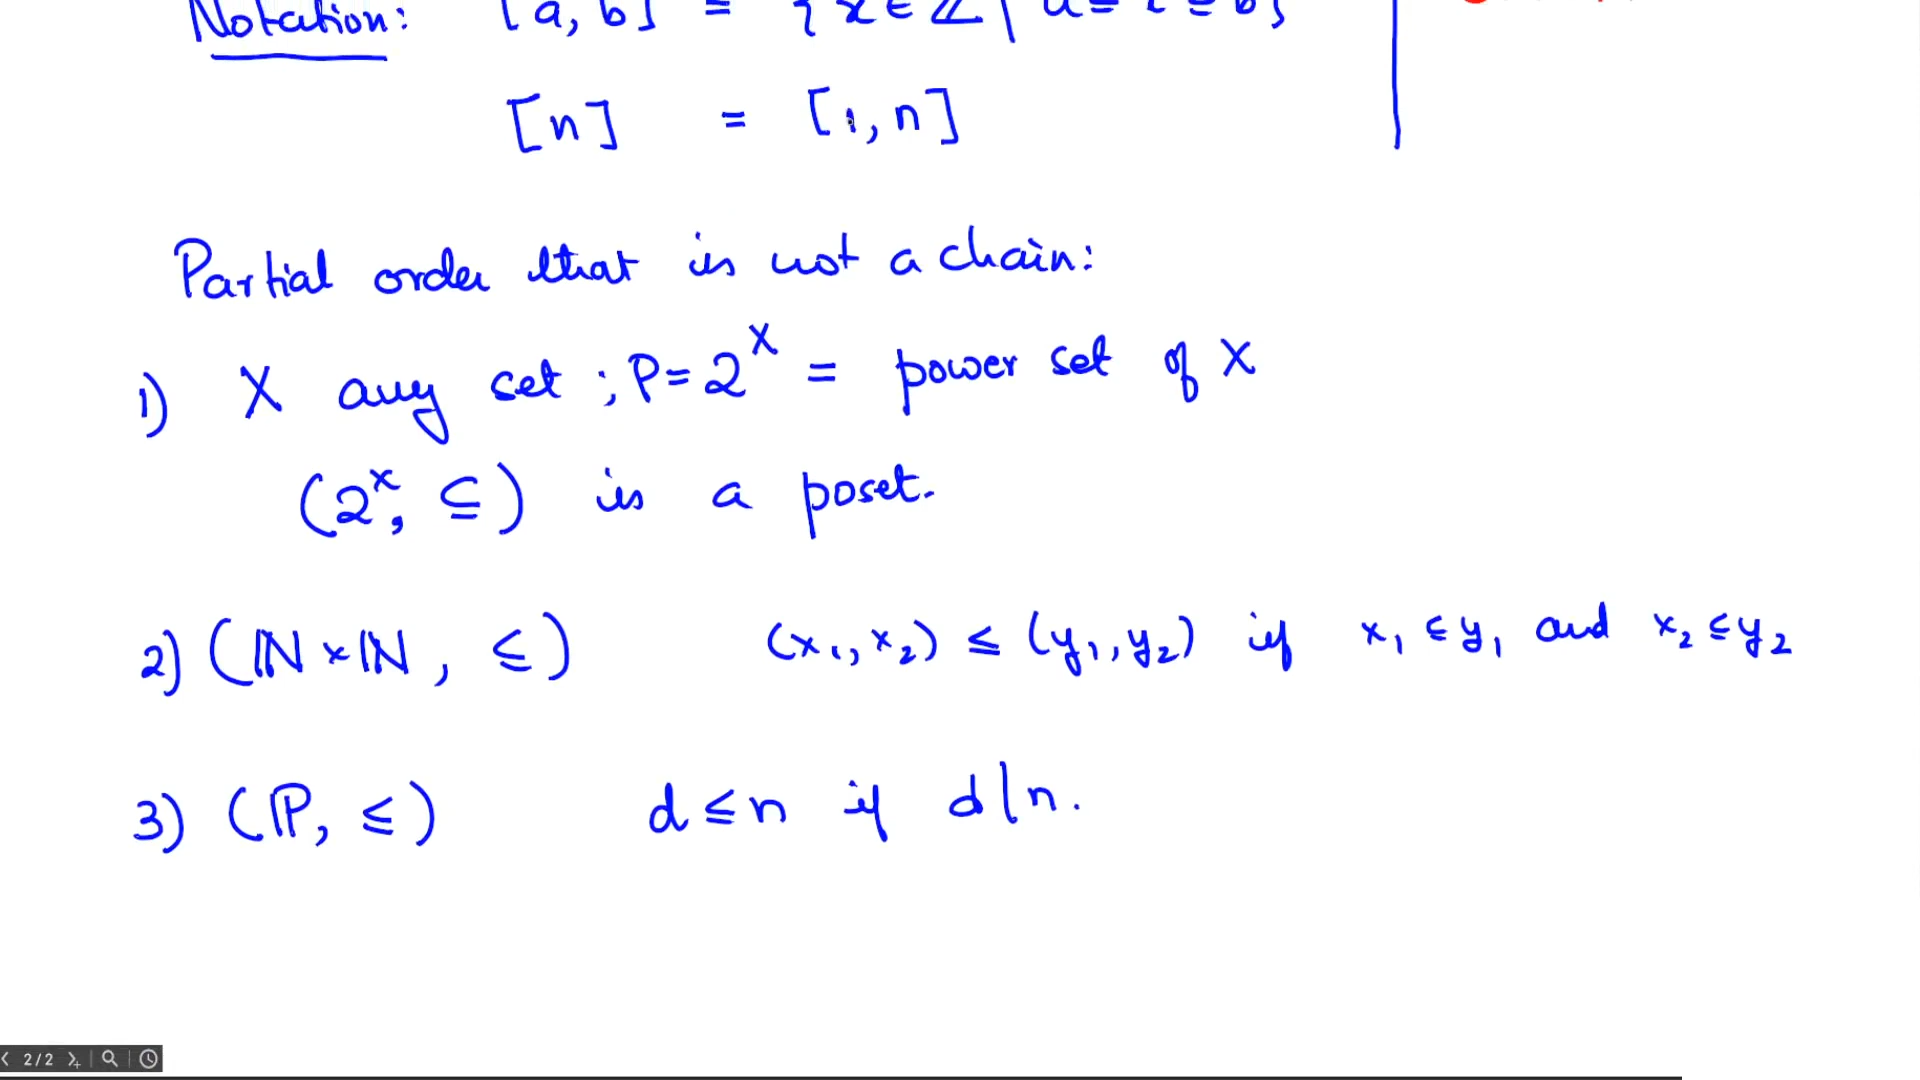 Notation: [a, b] = {x ∈ ℤ | a ≤ x ≤ b}
[n] = [1, n]
Partial order that is not a chain:
1) X any set ; P = 2^X = power set of X
(2^X, ⊆) is a poset.
2) (ℕ × ℕ, ≤) (x₁, x₂) ≤ (y₁, y₂) if x₁ ≤ y₁ and x₂ ≤ y₂
3) (ℙ, ≤) d ≤ n if d|n.
2/2